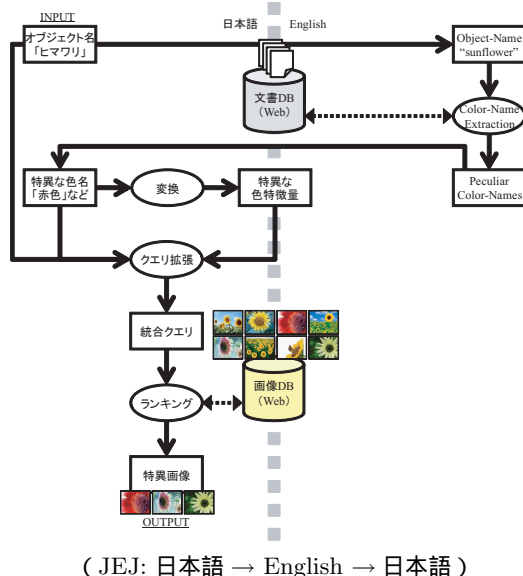 INPUT
オブジェクト名
「ヒマワリ」
日本語
English
Object-Name
“sunflower”
文書DB
(Web)
Color-Name
Extraction
特異な色名
「赤色」など
変換
特異な
色特徴量
Peculiar
Color-Names
クエリ拡張
統合クエリ
ランキング
画像DB
(Web)
特異画像
OUTPUT
( JEJ: 日本語 → English → 日本語 )